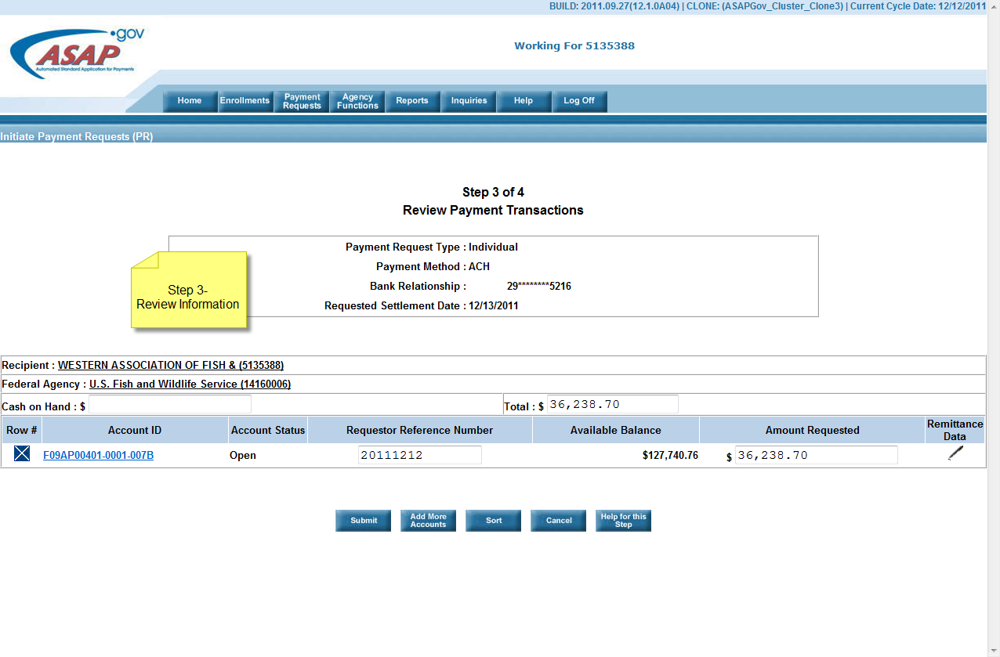 BUILD: 2011.09.27(12.1.0A04) | CLONE: (ASAPGov_Cluster_Clone3) | Current Cycle Date: 12/12/2011
ASAP.gov
Automated Standard Application for Payments
Working For 5135388
Home Enrollments Payment Requests Agency Functions Reports Inquiries Help Log Off
Initiate Payment Requests (PR)
Step 3 of 4
Review Payment Transactions
Payment Request Type : Individual
Payment Method : ACH
Bank Relationship : 29********5216
Requested Settlement Date : 12/13/2011
Step 3-
Review Information
Recipient : WESTERN ASSOCIATION OF FISH & (5135388)
Federal Agency : U.S. Fish and Wildlife Service (14160006)
Cash on Hand : $ Total : $ 36,238.70
Row # Account ID Account Status Requestor Reference Number Available Balance Amount Requested Remittance Data
F09AP00401-0001-007B Open 20111212 $127,740.76 $ 36,238.70
Submit Add More Accounts Sort Cancel Help for this Step